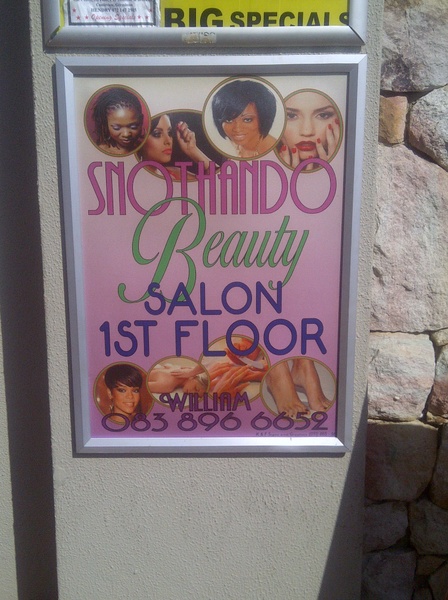 BIG SPECIALS
SNOTHANDO
Beauty
SALON
1ST FLOOR
WILLIAM
083 896 6652